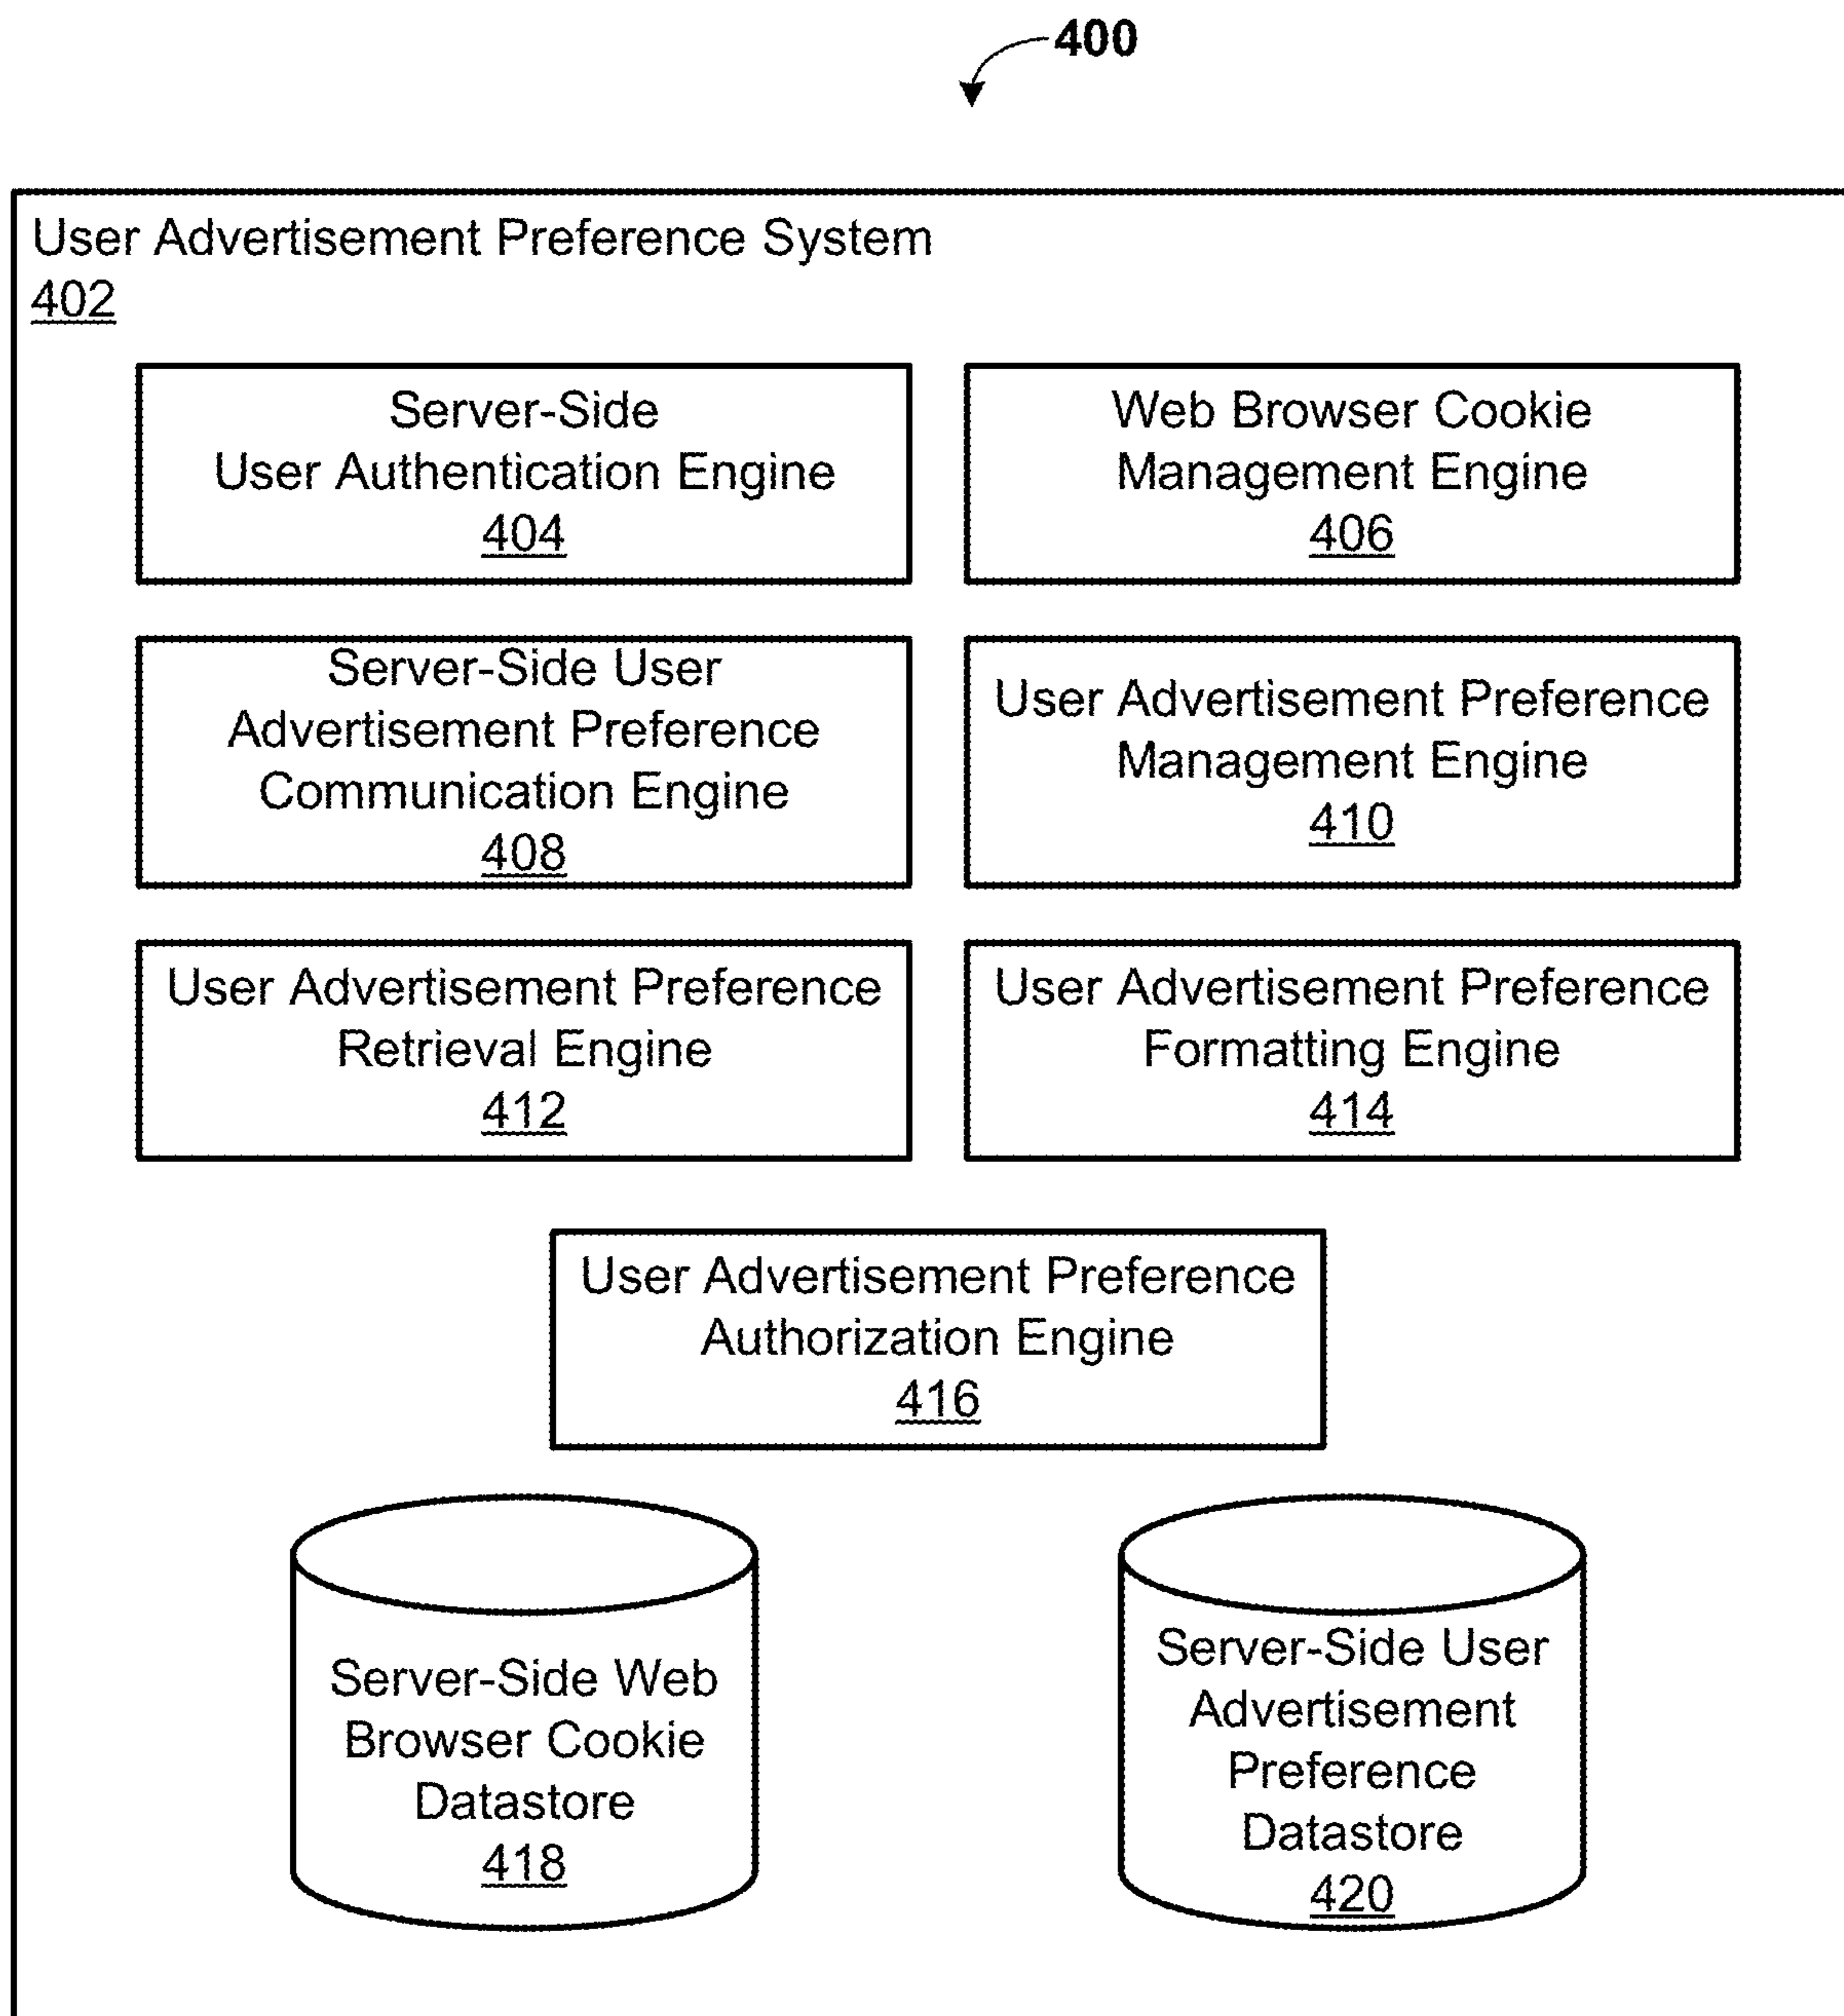 400
User Advertisement Preference System
402
Server-Side
User Authentication Engine
404
Web Browser Cookie
Management Engine
406
Server-Side User
Advertisement Preference
Communication Engine
408
User Advertisement Preference
Management Engine
410
User Advertisement Preference
Retrieval Engine
412
User Advertisement Preference
Formatting Engine
414
User Advertisement Preference
Authorization Engine
416
Server-Side Web
Browser Cookie
Datastore
418
Server-Side User
Advertisement
Preference
Datastore
420